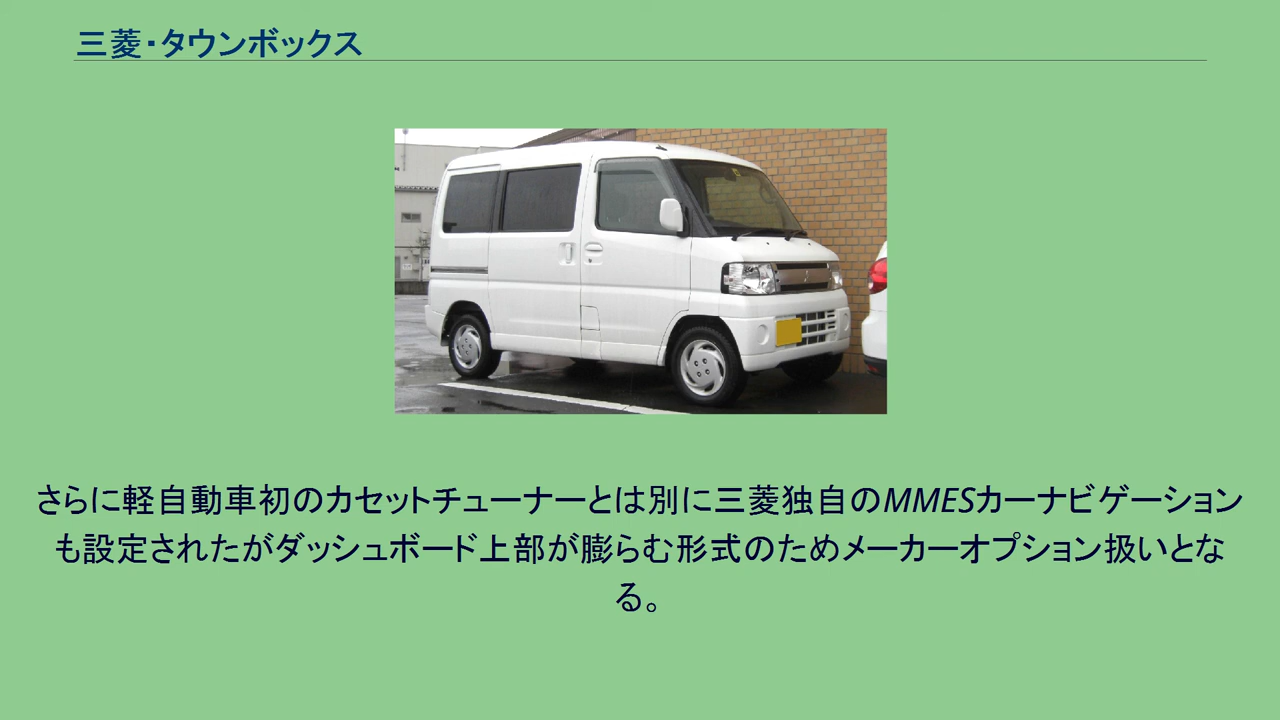 三菱・タウンボックス
さらに軽自動車初のカセットチューナーとは別に三菱独自のMMESカーナビゲーション
も設定されたがダッシュボード上部が膨らむ形式のためメーカーオプション扱いとな
る。